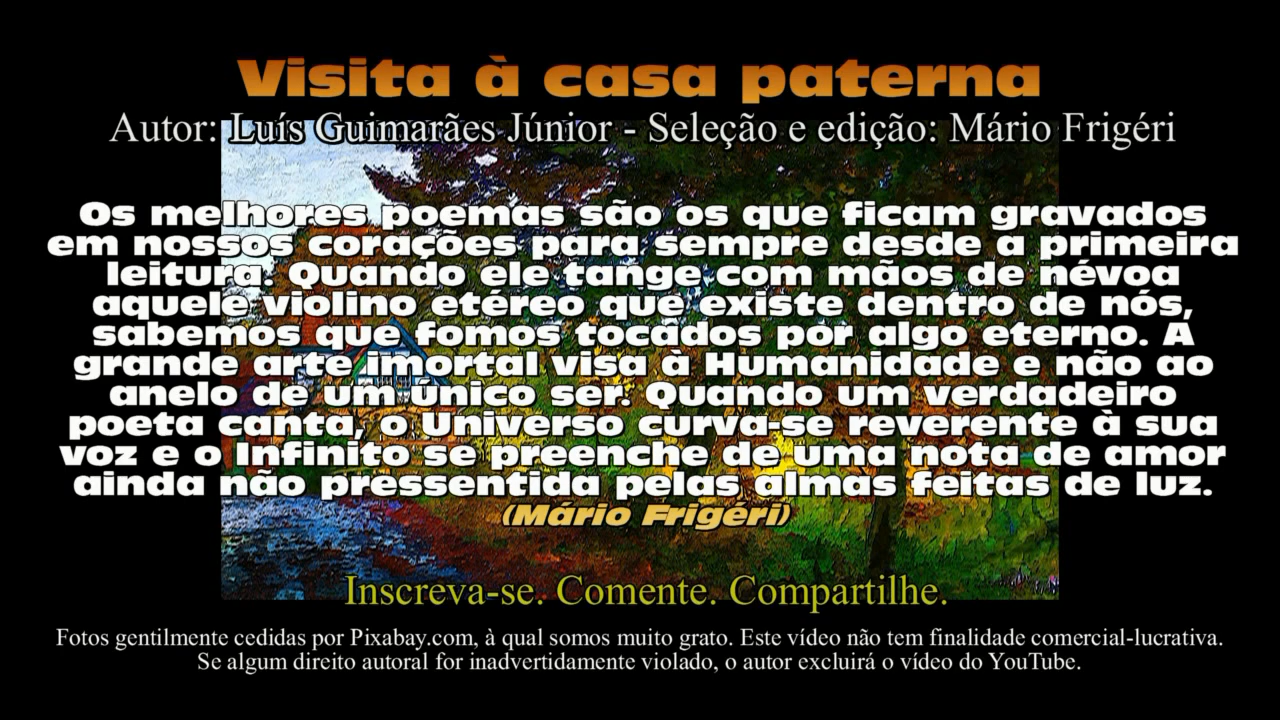 Visita à casa paterna
Autor: Luís Guimarães Júnior - Seleção e edição: Mário Frigéri
Os melhores poemas são os que ficam gravados
em nossos corações para sempre desde a primeira
leitura. Quando ele tange com mãos de névoa
aquele violino etéreo que existe dentro de nós,
sabemos que fomos tocados por algo eterno. A
grande arte imortal visa à Humanidade e não ao
anelo de um único ser. Quando um verdadeiro
poeta canta, o Universo curva-se reverente à sua
voz e o Infinito se preenche de uma nota de amor
ainda não pressentida pelas almas feitas de luz.
(Mário Frigéri)
Inscreva-se. Comente. Compartilhe.
Fotos gentilmente cedidas por Pixabay.com, à qual somos muito grato. Este vídeo não tem finalidade comercial-lucrativa.
Se algum direito autoral for inadvertidamente violado, o autor excluirá o vídeo do YouTube.